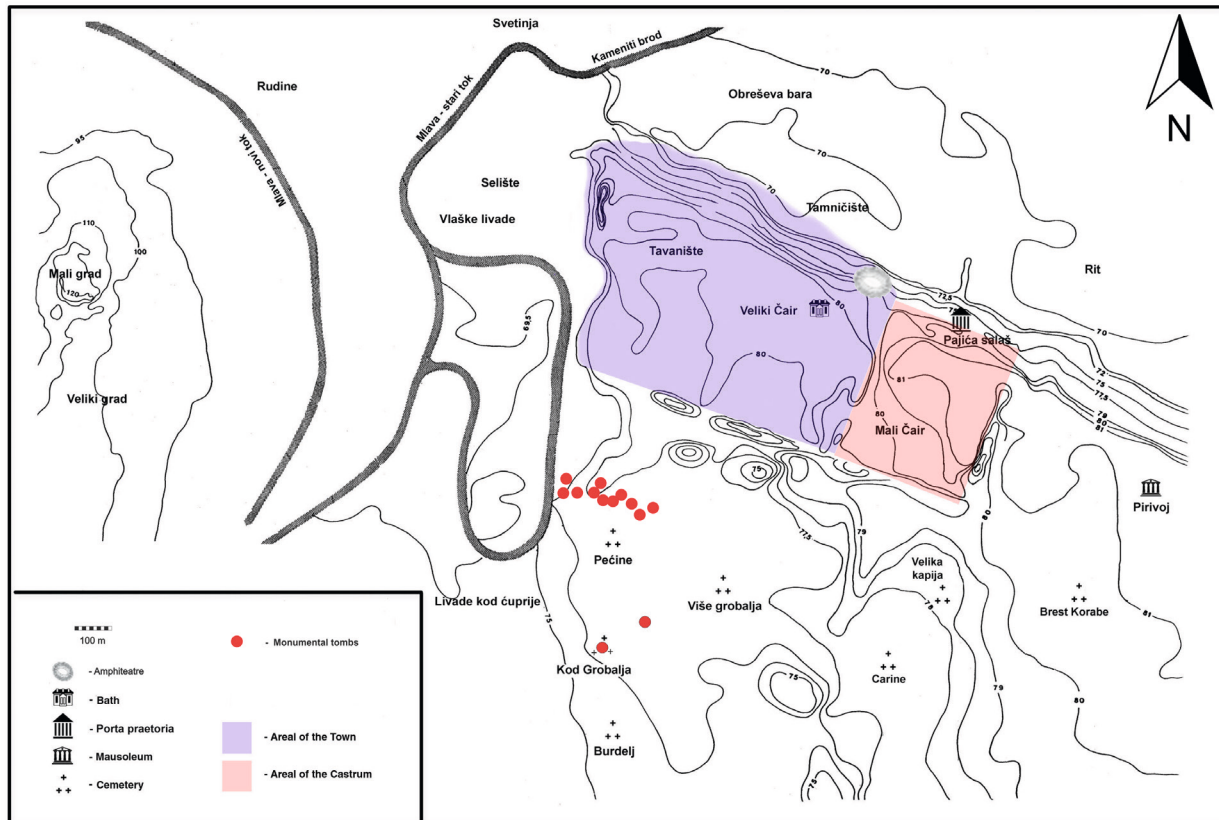 Svetinja
Kameniti brod
Rudine
Mlava - stari tok
Mlava - novi tok
Obreševa bara
70
70
70
95
Selište
Vlaške livade
Tamničište
110
100
Mali grad
120
Tavanište
Rit
Veliki Čair
80
72,5
Pajića salaš
70
69,5
80
81
72
75
77,5
79
80
81
Veliki grad
80
Mali Čair
75
80
Pirivoj
Pećine
77,5
79
Velika
kapija
78
Livade kod ćuprije
75
Više grobalja
Brest Korabe
81
Kod Grobalja
Carine
75
79
80
Burdelj
100 m
- Monumental tombs
- Amphiteatre
- Bath
- Porta praetoria
- Mausoleum
- Cemetery
- Areal of the Town
- Areal of the Castrum
N